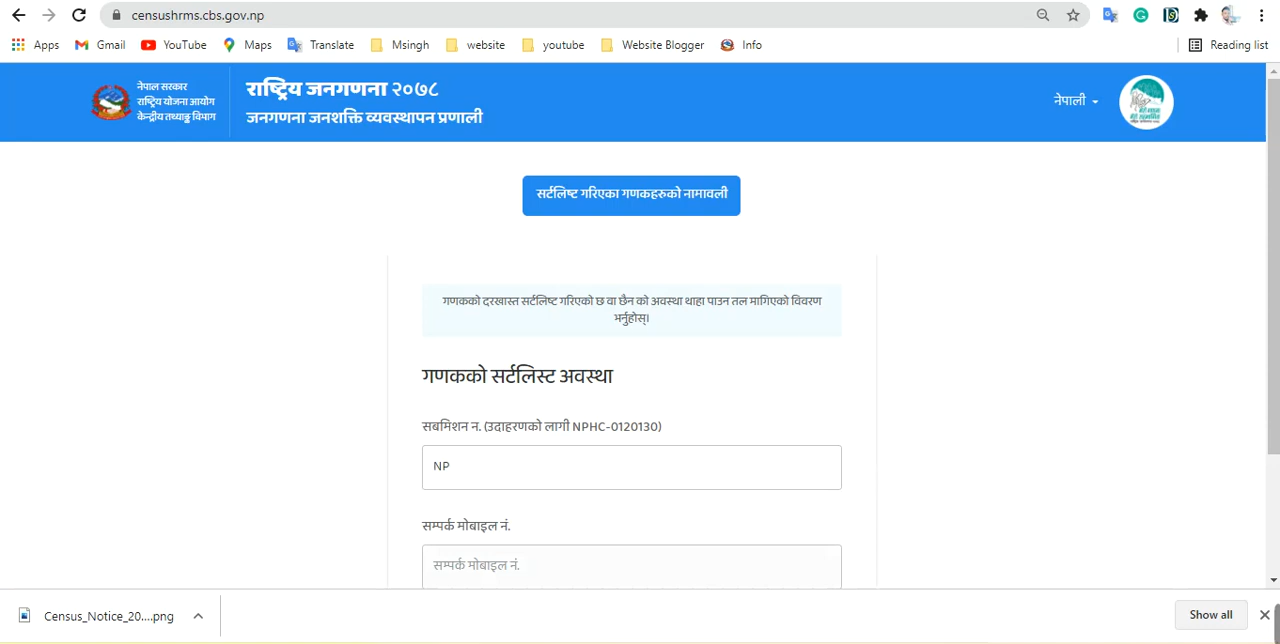 censushrms.cbs.gov.np
Apps Gmail YouTube Maps Translate Msingh website youtube Website Blogger Info Reading list
नेपाल सरकार
राष्ट्रिय योजना आयोग
केन्द्रीय तथ्याङ्क विभाग
राष्ट्रिय जनगणना २०७८
जनगणना जनशक्ति व्यवस्थापन प्रणाली
नेपाली
सर्टलिष्ट गरिएका गणकहरुको नामावली
गणकको दरखास्त सर्टलिष्ट गरिएको छ वा छैन को अवस्था थाहा पाउन तल मागिएको विवरण
भर्नुहोस्।
गणकको सर्टलिस्ट अवस्था
सबमिशन न. (उदाहरणको लागी NPHC-0120130)
NP
सम्पर्क मोबाइल नं.
सम्पर्क मोबाइल नं.
Census_Notice_20....png
Show all